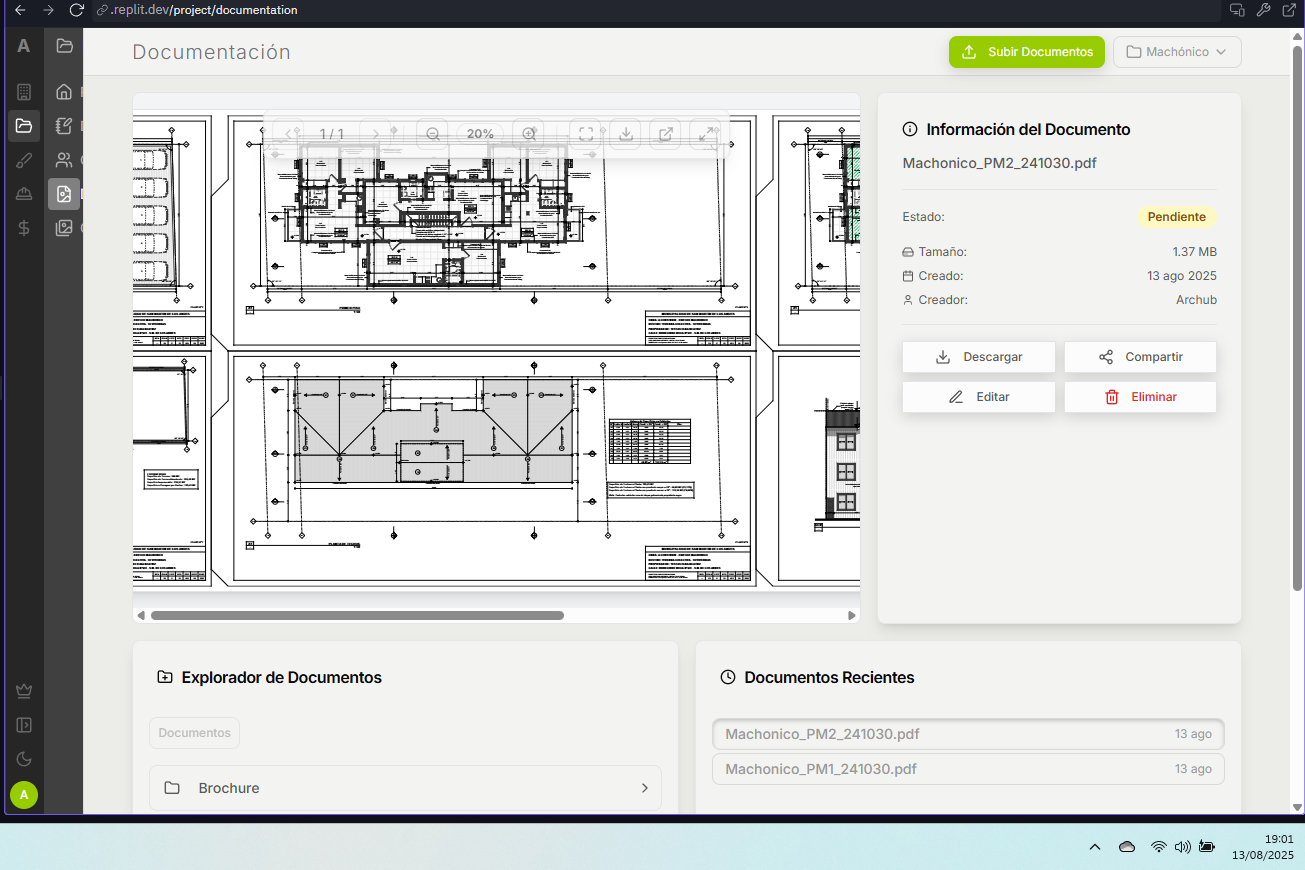 .replit.dev/project/documentation
A
Documentación
Subir Documentos
Machónico
1 / 1
20%
Información del Documento
Machonico_PM2_241030.pdf
Estado:
Pendiente
Tamaño:
1.37 MB
Creado:
13 ago 2025
Creador:
Archub
Descargar
Compartir
Editar
Eliminar
Explorador de Documentos
Documentos
Brochure
Documentos Recientes
Machonico_PM2_241030.pdf
13 ago
Machonico_PM1_241030.pdf
13 ago
A
19:01
13/08/2025